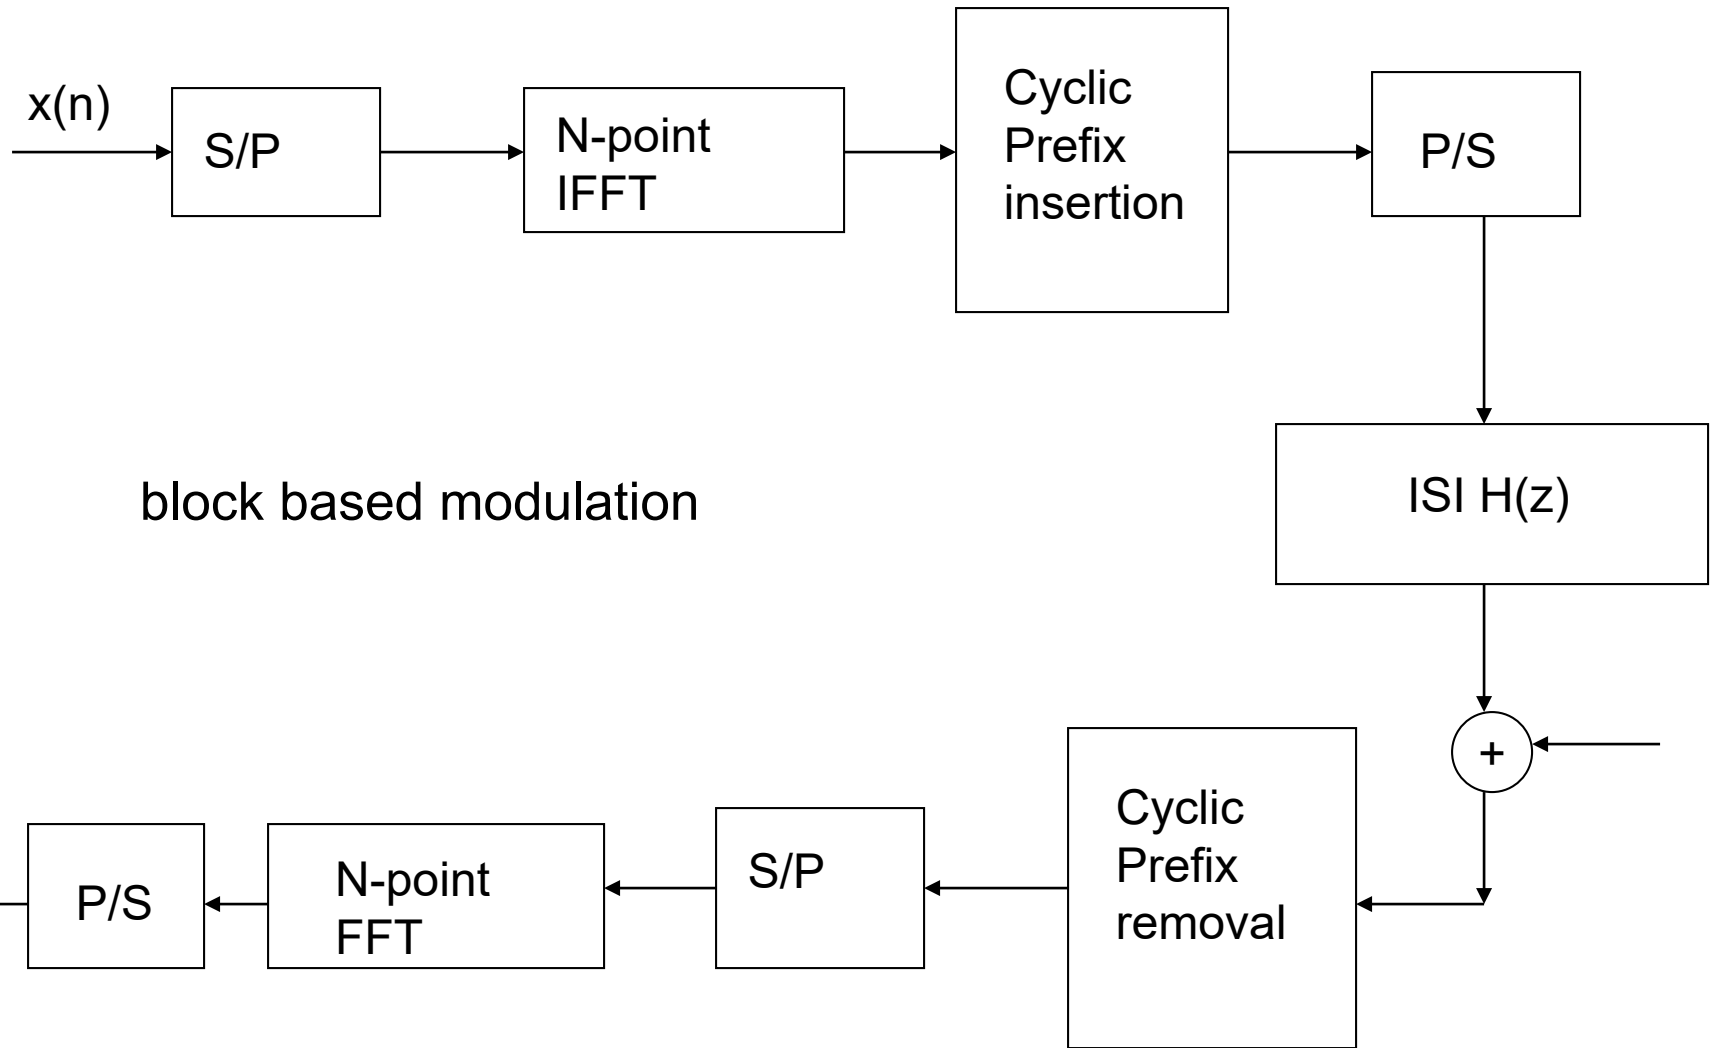 x(n)
S/P
N-point
IFFT
Cyclic
Prefix
insertion
P/S
block based modulation
ISI H(z)
+
Cyclic
Prefix
removal
S/P
N-point
FFT
P/S